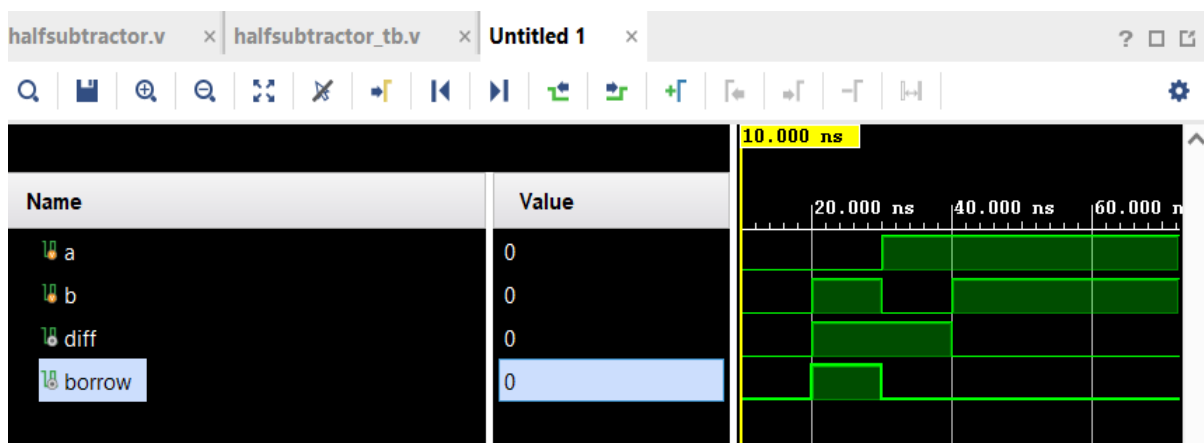 halfsubtractor.v × halfsubtractor_tb.v × Untitled 1 × ?
10.000 ns
Name Value
20.000 ns 40.000 ns 60.000 n
a 0
b 0
diff 0
borrow 0